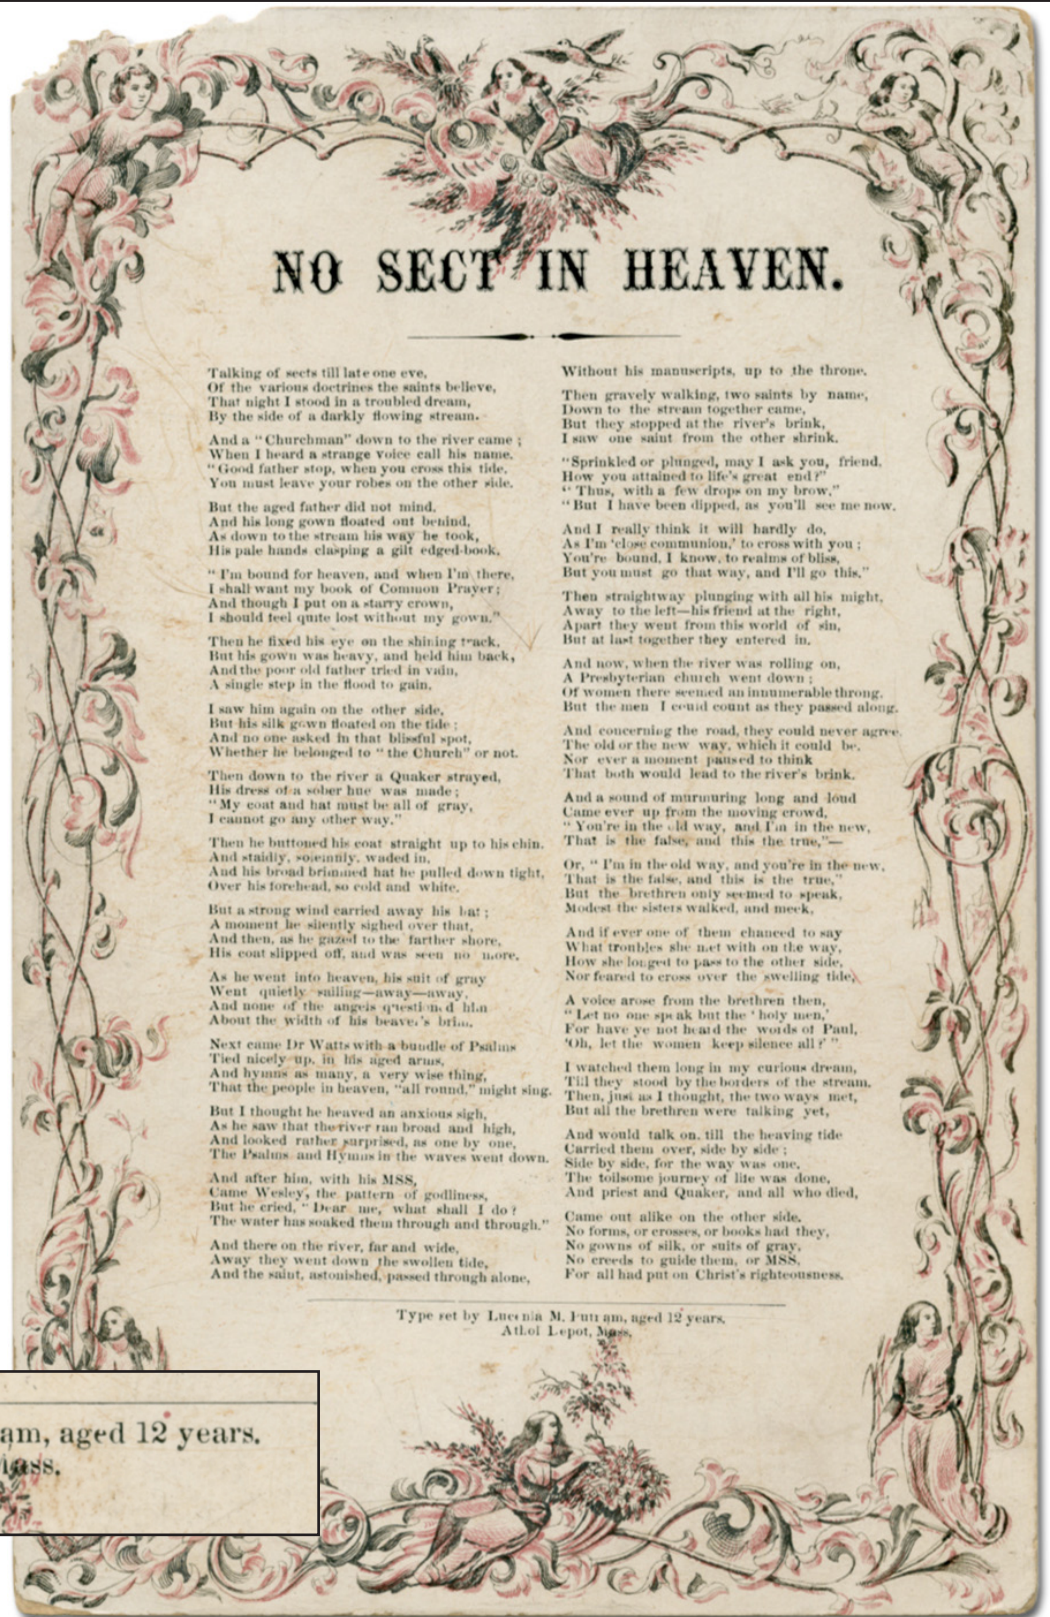 NO SECT IN HEAVEN.
Talking of sects till late one eve,
Of the various doctrines the saints believe,
That night I stood in a troubled dream,
By the side of a darkly flowing stream.
And a "Churchman" down to the river came ;
When I heard a strange voice call his name,
"Good father stop, when you cross this tide.
You must leave your robes on the other side.
But the aged father did not mind,
And his long gown floated out behind,
As down to the stream his way he took,
His pale hands clasping a gilt edged-book.
" I'm bound for heaven, and when I'm there,
I shall want my book of Common Prayer;
And though I put on a starry crown,
I should feel quite lost without my gown."
Then he fixed his eye on the shining track,
But his gown was heavy, and held him back,
And the poor old father tried in vain,
A single step in the flood to gain.
I saw him again on the other side,
But his silk gown floated on the tide ;
And no one asked in that blissful spot,
Whether he belonged to "the Church" or not.
Then down to the river a Quaker strayed,
His dress of a sober hue was made ;
"My coat and hat must be all of gray,
I cannot go any other way."
Then he buttoned his coat straight up to his chin.
And staidly, solemnly, waded in,
And his broad brimmed hat he pulled down tight,
Over his forehead, so cold and white.
But a strong wind carried away his hat ;
A moment he silently sighed over that,
And then, as he gazed to the farther shore,
His coat slipped off, and was seen no more.
As he went into heaven, his suit of gray
Went quietly sailing—away—away,
And none of the angels questioned him
About the width of his beaver's brim.
Next came Dr Watts with a bundle of Psalms
Tied nicely up, in his aged arms,
And hymns as many, a very wise thing,
That the people in heaven, "all round," might sing.
But I thought he heaved an anxious sigh,
As he saw that the river ran broad and high,
And looked rather surprised, as one by one,
The Psalms and Hymns in the waves went down.
And after him, with his MSS,
Came Wesley, the pattern of godliness,
But he cried, "Dear me, what shall I do?
The water has soaked them through and through."
And there on the river, far and wide,
Away they went down the swollen tide,
And the saint, astonished, passed through alone,
Without his manuscripts, up to the throne.
Then gravely walking, two saints by name,
Down to the stream together came,
But they stopped at the river's brink,
I saw one saint from the other shrink.
"Sprinkled or plunged, may I ask you, friend,
How you attained to life's great end?"
" Thus, with a few drops on my brow,"
"But I have been dipped, as you'll see me now.
And I really think it will hardly do,
As I'm 'close communion,' to cross with you ;
You're bound, I know, to realms of bliss,
But you must go that way, and I'll go this."
Then straightway plunging with all his might,
Away to the left—his friend at the right,
Apart they went from this world of sin,
But at last together they entered in.
And now, when the river was rolling on,
A Presbyterian church went down ;
Of women there seemed an innumerable throng,
But the men I could count as they passed along.
And concerning the road, they could never agree,
The old or the new way, which it could be,
Nor ever a moment paused to think
That both would lead to the river's brink.
And a sound of murmuring long and loud
Came ever up from the moving crowd,
" You're in the old way, and I'm in the new,
That is the false, and this the true,"—
Or, " I'm in the old way, and you're in the new,
That is the false, and this is the true,"
But the brethren only seemed to speak,
Modest the sisters walked, and meek,
And if ever one of them chanced to say
What troubles she met with on the way,
How she longed to pass to the other side,
Nor feared to cross over the swelling tide,
A voice arose from the brethren then,
" Let no one speak but the 'holy men,'
For have ye not heard the words of Paul,
'Oh, let the women keep silence all?' "
I watched them long in my curious dream,
Till they stood by the borders of the stream.
Then, just as I thought, the two ways met,
But all the brethren were talking yet,
And would talk on, till the heaving tide
Carried them over, side by side ;
Side by side, for the way was one,
The toilsome journey of life was done,
And priest and Quaker, and all who died,
Came out alike on the other side.
No forms, or crosses, or books had they,
No gowns of silk, or suits of gray,
No creeds to guide them, or MSS,
For all had put on Christ's righteousness.
Type set by Lucenia M. Putnam, aged 12 years.
Athol Depot, Mass.
am, aged 12 years.
Mass.